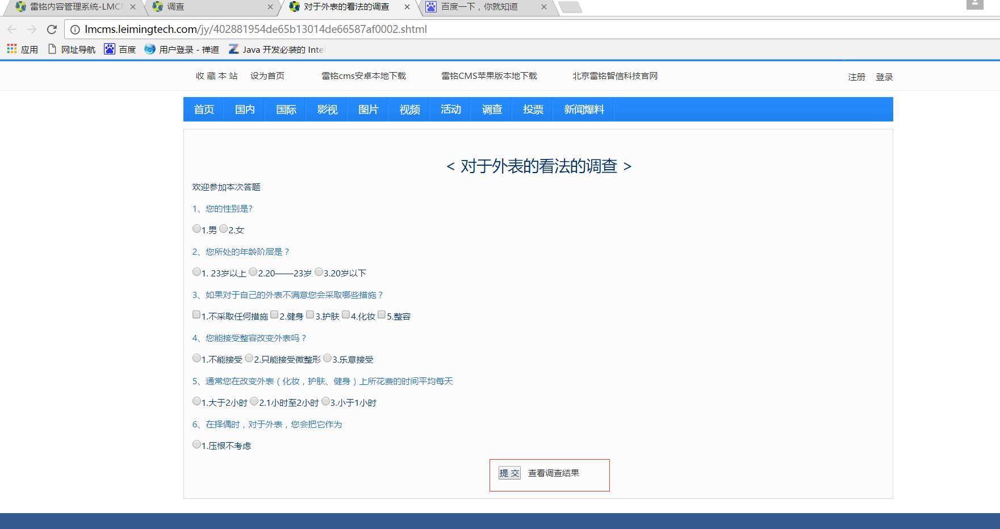 雷铭内容管理系统-LMCM
调查
对于外表的看法的调查
百度一下，你就知道
lmcms.leimingtech.com/jy/402881954de65b13014de66587af0002.shtml
应用 网址导航 百度 用户登录 - 禅道 Java 开发必装的 Intel
收 藏 本 站 设为首页 雷铭cms安卓本地下载 雷铭CMS苹果版本地下载 北京雷铭智信科技官网 注册 登录
首页 国内 国际 影视 图片 视频 活动 调查 投票 新闻爆料
< 对于外表的看法的调查 >
欢迎参加本次答题
1、您的性别是?
1.男 2.女
2、您所处的年龄阶层是？
1. 23岁以上 2.20——23岁 3.20岁以下
3、如果对于自己的外表不满意您会采取哪些措施？
1.不采取任何措施 2.健身 3.护肤 4.化妆 5.整容
4、您能接受整容改变外表吗？
1.不能接受 2.只能接受微整形 3.乐意接受
5、通常您在改变外表（化妆，护肤、健身）上所花费的时间平均每天
1.大于2小时 2.1小时至2小时 3.小于1小时
6、在择偶时，对于外表，您会把它作为
1.压根不考虑
提 交 查看调查结果